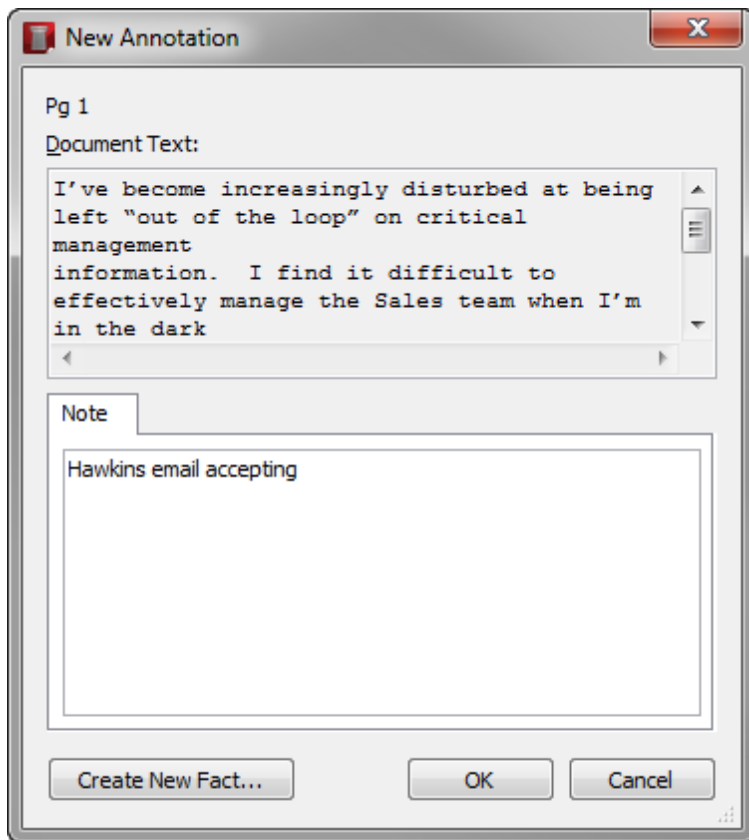 New Annotation
Pg 1
Document Text:
I’ve become increasingly disturbed at being
left “out of the loop” on critical
management
information.  I find it difficult to
effectively manage the Sales team when I’m
in the dark
Note
Hawkins email accepting
Create New Fact...
OK
Cancel